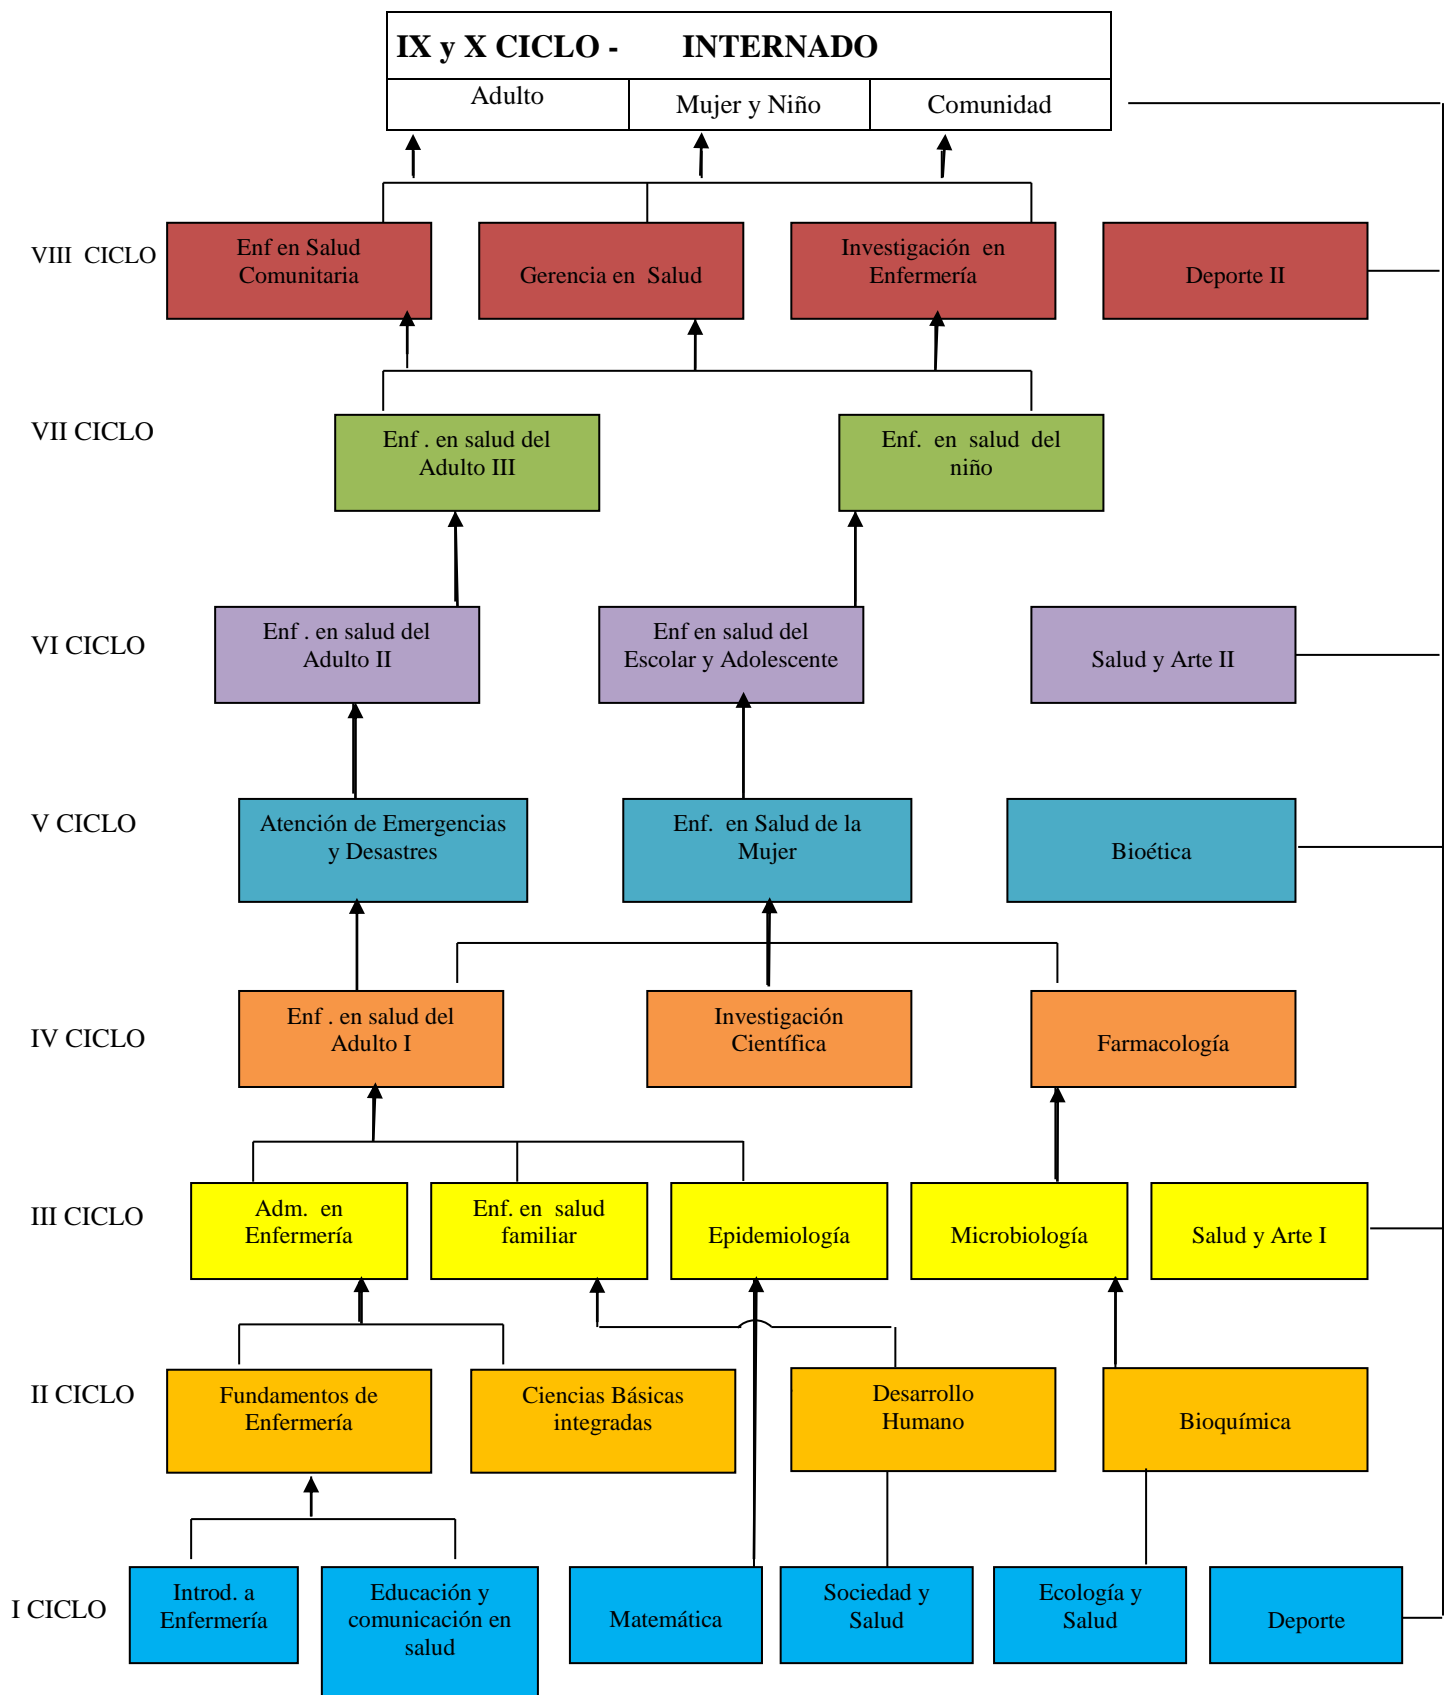 IX y X CICLO - INTERNADO
Adulto
Mujer y Niño
Comunidad
VIII CICLO
Enf en Salud
Comunitaria
Gerencia en Salud
Investigación en
Enfermería
Deporte II
VII CICLO
Enf . en salud del
Adulto III
Enf. en salud del
niño
VI CICLO
Enf . en salud del
Adulto II
Enf en salud del
Escolar y Adolescente
Salud y Arte II
V CICLO
Atención de Emergencias
y Desastres
Enf. en Salud de la
Mujer
Bioética
IV CICLO
Enf . en salud del
Adulto I
Investigación
Científica
Farmacología
III CICLO
Adm. en
Enfermería
Enf. en salud
familiar
Epidemiología
Microbiología
Salud y Arte I
II CICLO
Fundamentos de
Enfermería
Ciencias Básicas
integradas
Desarrollo
Humano
Bioquímica
I CICLO
Introd. a
Enfermería
Educación y
comunicación en
salud
Matemática
Sociedad y
Salud
Ecología y
Salud
Deporte